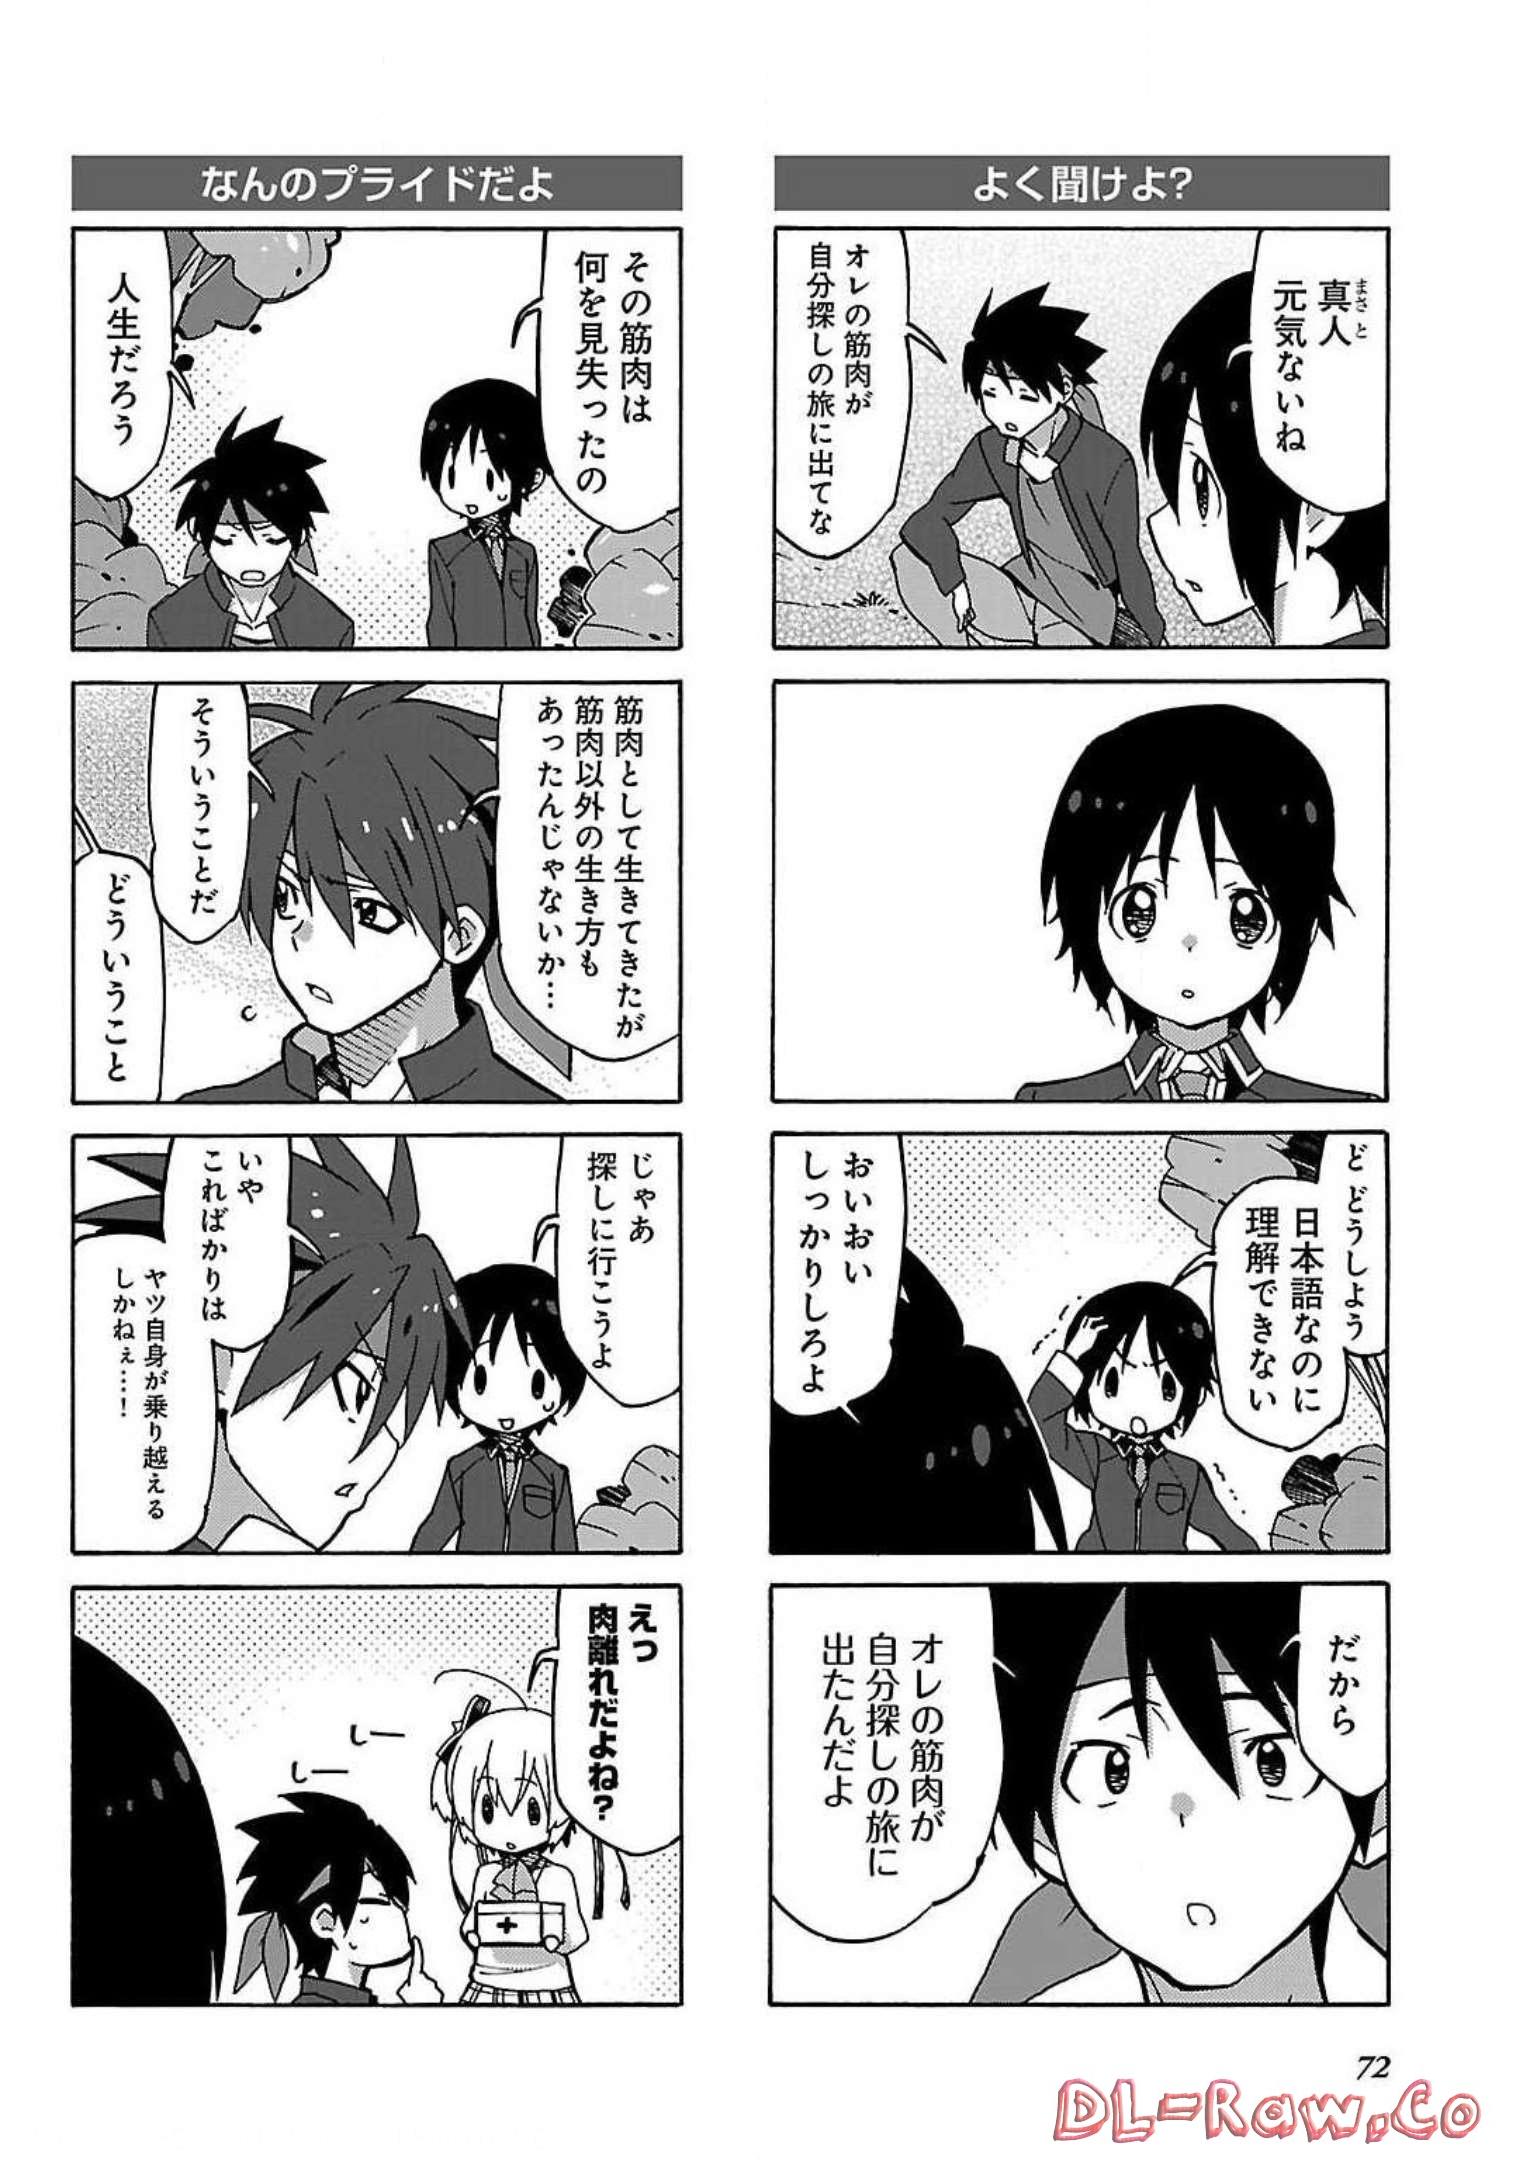 よく聞けよ?
真人
まさと
元気ないね
オレの筋肉が
自分探しの旅に出てな
どどうしよう
日本語なのに
理解できない
おいおい
しっかりしろよ
だから
オレの筋肉が
自分探しの旅に
出たんだよ
なんのプライドだよ
その筋肉は
何を見失ったの
人生だろう
筋肉として生きてきたが
筋肉以外の生き方も
あったんじゃないか…
そういうことだ
どういうこと
じゃあ
探しに行こうよ
いや
こればかりは
ヤツ自身が乗り越える
しかねぇ…!
えっ
肉離れだよね?
しー
しー
72
DL-Raw.Co